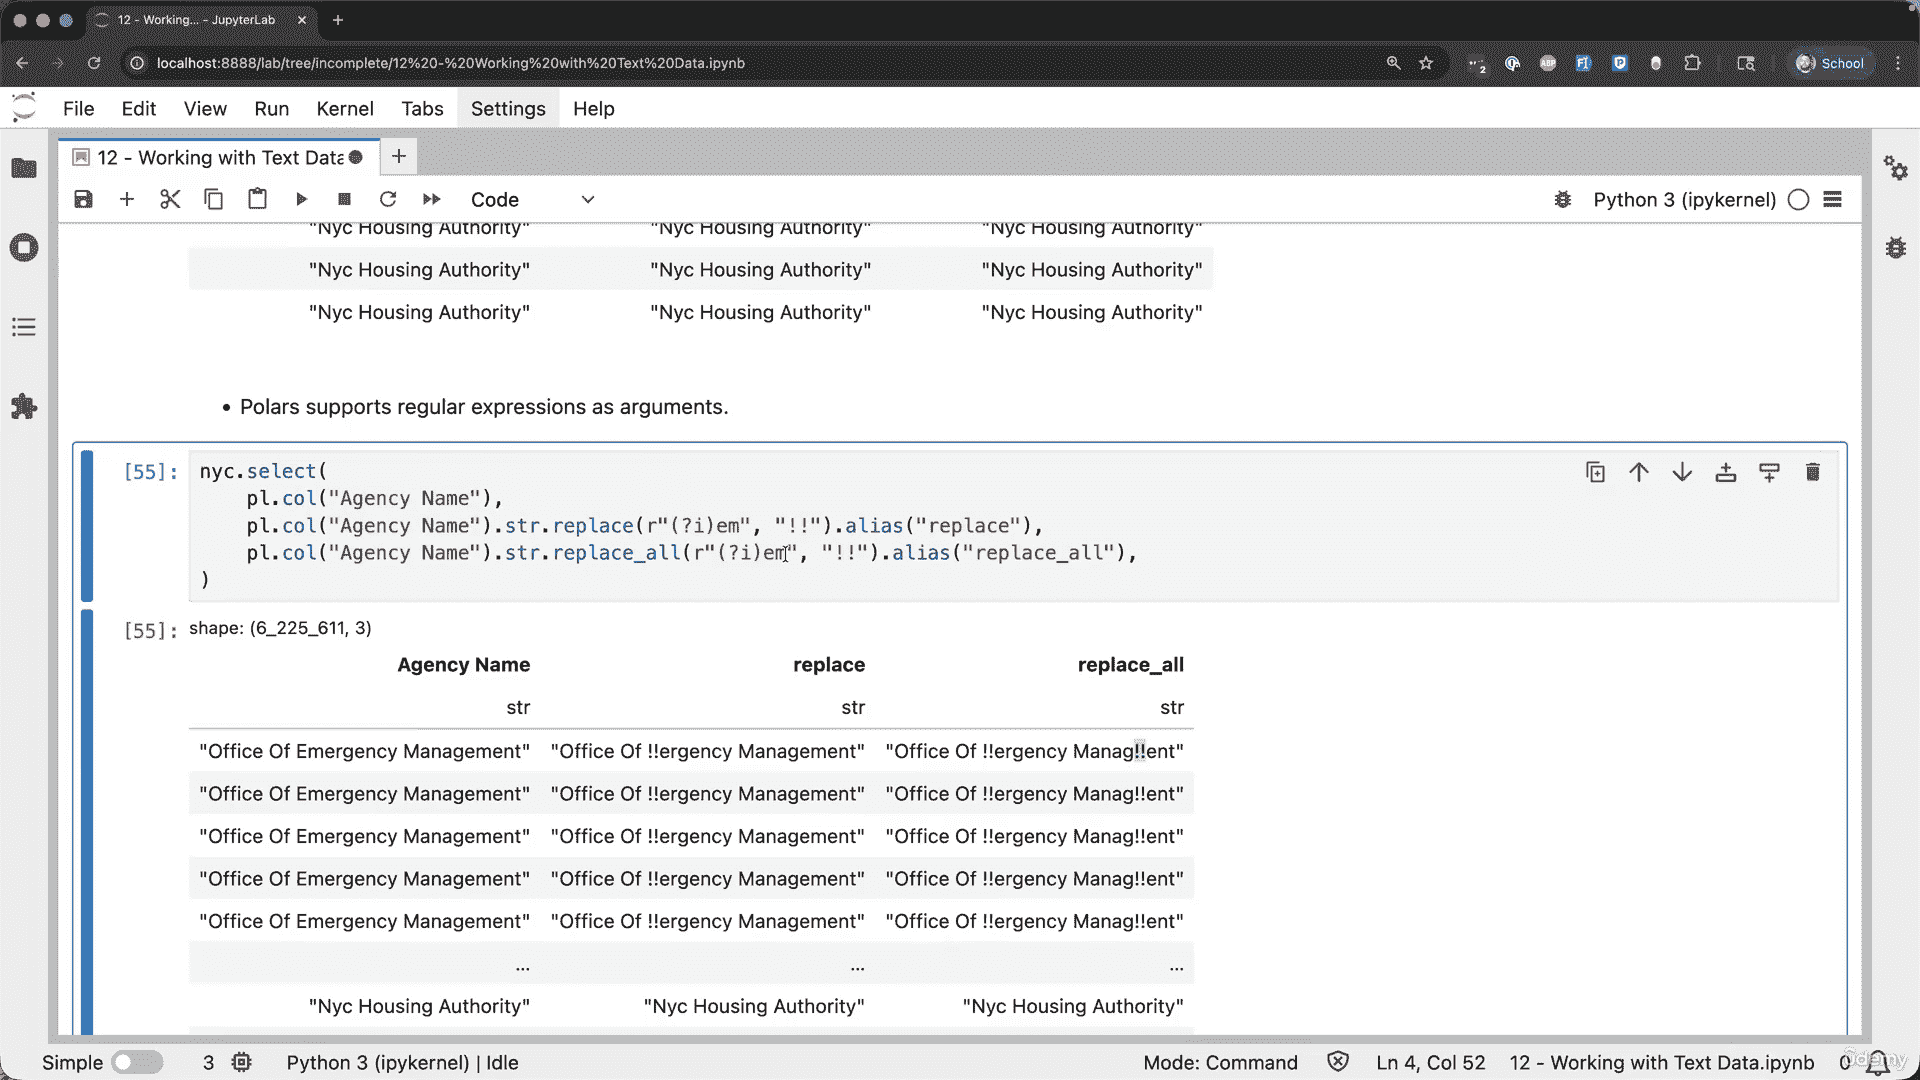 12 - Working... - JupyterLab
localhost:8888/lab/tree/incomplete/12%20-%20Working%20with%20Text%20Data.ipynb
2
ABP
School
File Edit View Run Kernel Tabs Settings Help
12 - Working with Text Data
Code
Python 3 (ipykernel)
"Nyc Housing Authority" "Nyc Housing Authority" "Nyc Housing Authority"
"Nyc Housing Authority" "Nyc Housing Authority" "Nyc Housing Authority"
"Nyc Housing Authority" "Nyc Housing Authority" "Nyc Housing Authority"
• Polars supports regular expressions as arguments.
[55]: nyc.select(
pl.col("Agency Name"),
pl.col("Agency Name").str.replace(r"(?i)em", "!!").alias("replace"),
pl.col("Agency Name").str.replace_all(r"(?i)em", "!!").alias("replace_all"),
)
[55]: shape: (6_225_611, 3)
Agency Name replace replace_all
str str str
"Office Of Emergency Management" "Office Of !!ergency Management" "Office Of !!ergency Manag!!ent"
"Office Of Emergency Management" "Office Of !!ergency Management" "Office Of !!ergency Manag!!ent"
"Office Of Emergency Management" "Office Of !!ergency Management" "Office Of !!ergency Manag!!ent"
"Office Of Emergency Management" "Office Of !!ergency Management" "Office Of !!ergency Manag!!ent"
"Office Of Emergency Management" "Office Of !!ergency Management" "Office Of !!ergency Manag!!ent"
... ... ...
"Nyc Housing Authority" "Nyc Housing Authority" "Nyc Housing Authority"
Simple 3 Python 3 (ipykernel) | Idle Mode: Command Ln 4, Col 52 12 - Working with Text Data.ipynb 0
udemy